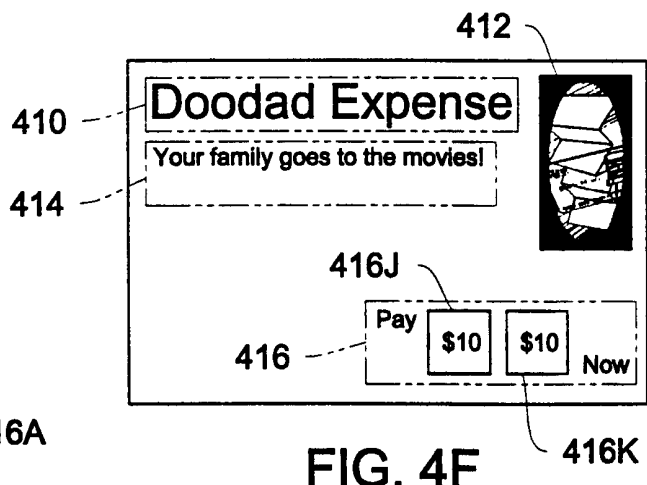 412
410
Doodad Expense
Your family goes to the movies!
414
416J
416
Pay $10 $10 Now
6A
416K
FIG. 4F